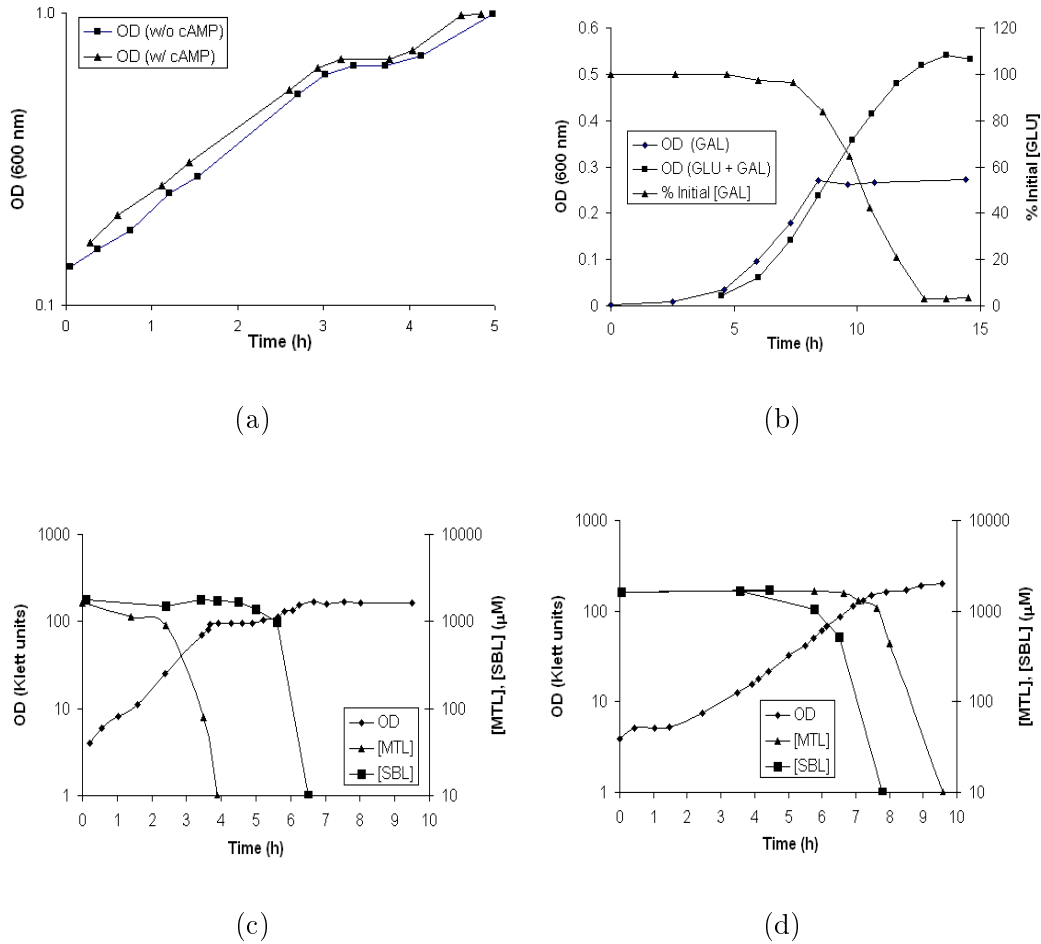 OD (w/o cAMP)
OD (w/ cAMP)
1.0
0.1
OD (600 nm)
0 1 2 3 4 5
Time (h)
(a)
OD (GAL)
OD (GLU + GAL)
% Initial [GAL]
0.6
0.5
0.4
0.3
0.2
0.1
0
OD (600 nm)
120
100
80
60
40
20
0
% Initial [GLU]
0 5 10 15
Time (h)
(b)
1000
100
10
1
OD (Klett units)
10000
1000
100
10
[MTL], [SBL] (μM)
OD
[MTL]
[SBL]
0 1 2 3 4 5 6 7 8 9 10
Time (h)
(c)
1000
100
10
1
OD (Klett units)
10000
1000
100
10
[MTL], [SBL] (μM)
OD
[MTL]
[SBL]
0 1 2 3 4 5 6 7 8 9 10
Time (h)
(d)